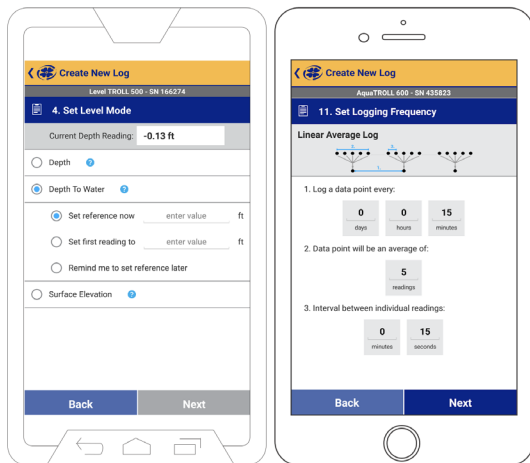 Create New Log
Level TROLL 500 - SN 166274
4. Set Level Mode
Current Depth Reading: -0.13 ft
Depth ?
Depth To Water ?
Set reference now enter value ft
Set first reading to enter value ft
Remind me to set reference later
Surface Elevation ?
Back Next
Create New Log
AquaTROLL 600 - SN 435823
11. Set Logging Frequency
Linear Average Log
1. Log a data point every:
0 0 15
days hours minutes
2. Data point will be an average of:
5
readings
3. Interval between individual readings:
0 15
minutes seconds
Back Next